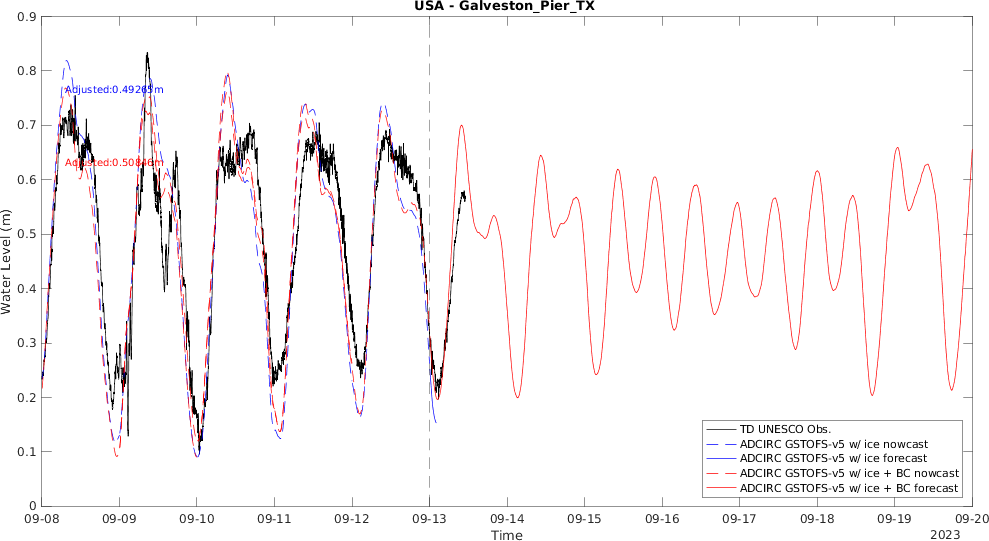 USA - Galveston_Pier_TX
0.9
0.8
0.7
0.6
0.5
0.4
0.3
0.2
0.1
0
Water Level (m)
Adjusted:0.49265m
Adjusted:0.50846m
TD UNESCO Obs.
ADCIRC GSTOFS-v5 w/ ice nowcast
ADCIRC GSTOFS-v5 w/ ice forecast
ADCIRC GSTOFS-v5 w/ ice + BC nowcast
ADCIRC GSTOFS-v5 w/ ice + BC forecast
09-08 09-09 09-10 09-11 09-12 09-13 09-14 09-15 09-16 09-17 09-18 09-19 09-20
Time
2023